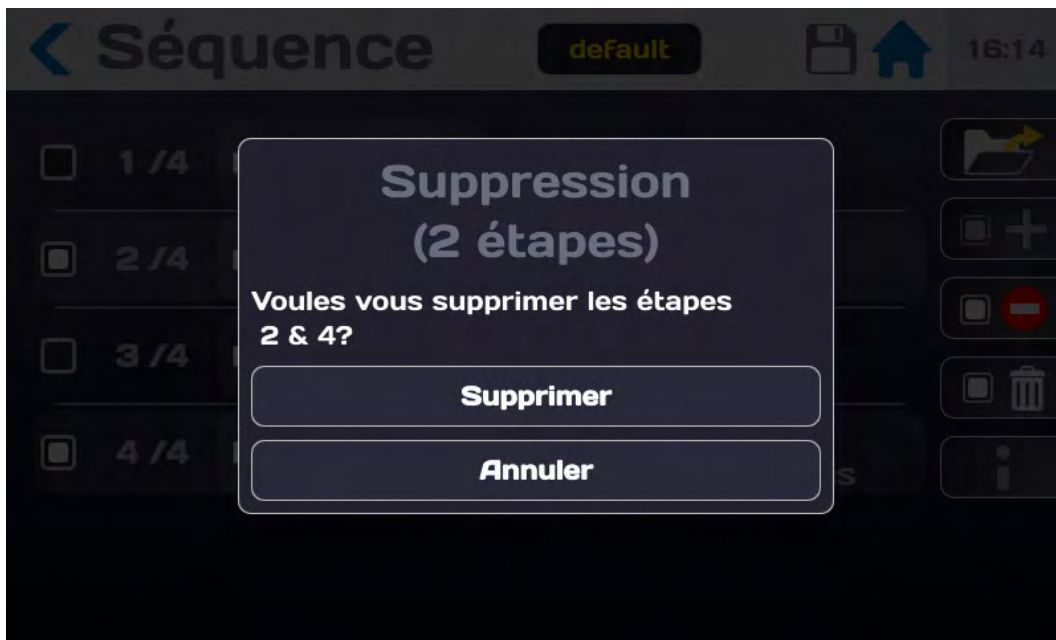 Séquence
default
16:14
1 /4
Suppression
(2 étapes)
2 /4
Voules vous supprimer les étapes
2 & 4?
3 /4
Supprimer
4 /4
Annuler